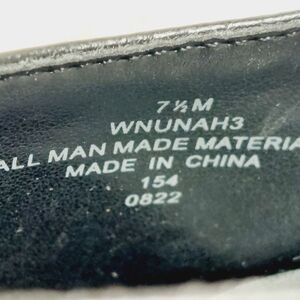 7 ½ M
WNUNAH3
ALL MAN MADE MATERIA
MADE IN CHINA
154
0822